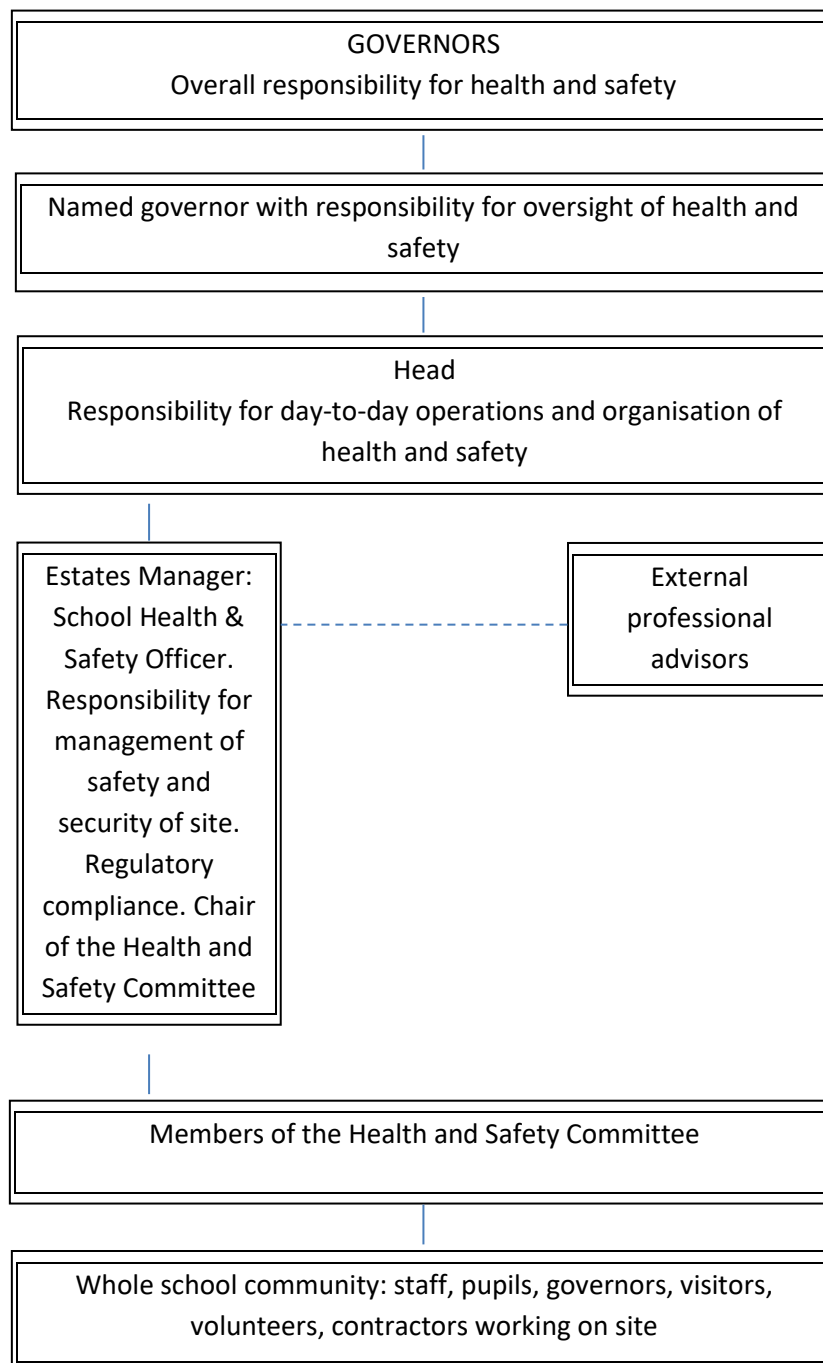 GOVERNORS
Overall responsibility for health and safety
Named governor with responsibility for oversight of health and
safety
Head
Responsibility for day-to-day operations and organisation of
health and safety
Estates Manager:
School Health &
Safety Officer.
Responsibility for
management of
safety and
security of site.
Regulatory
compliance. Chair
of the Health and
Safety Committee
External
professional
advisors
Members of the Health and Safety Committee
Whole school community: staff, pupils, governors, visitors,
volunteers, contractors working on site